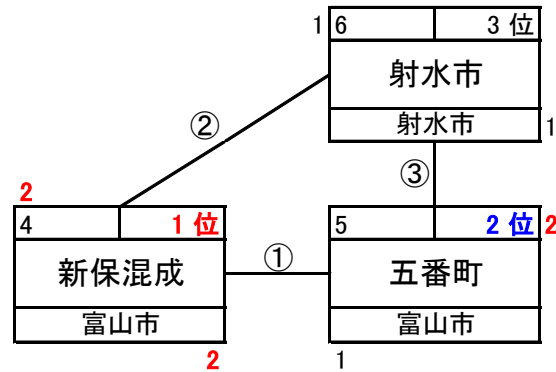 1 6 3 位
射水市
射水市 1
②
③
2
4 1 位
新保混成
富山市
2
①
5 2 位 2
五番町
富山市
1